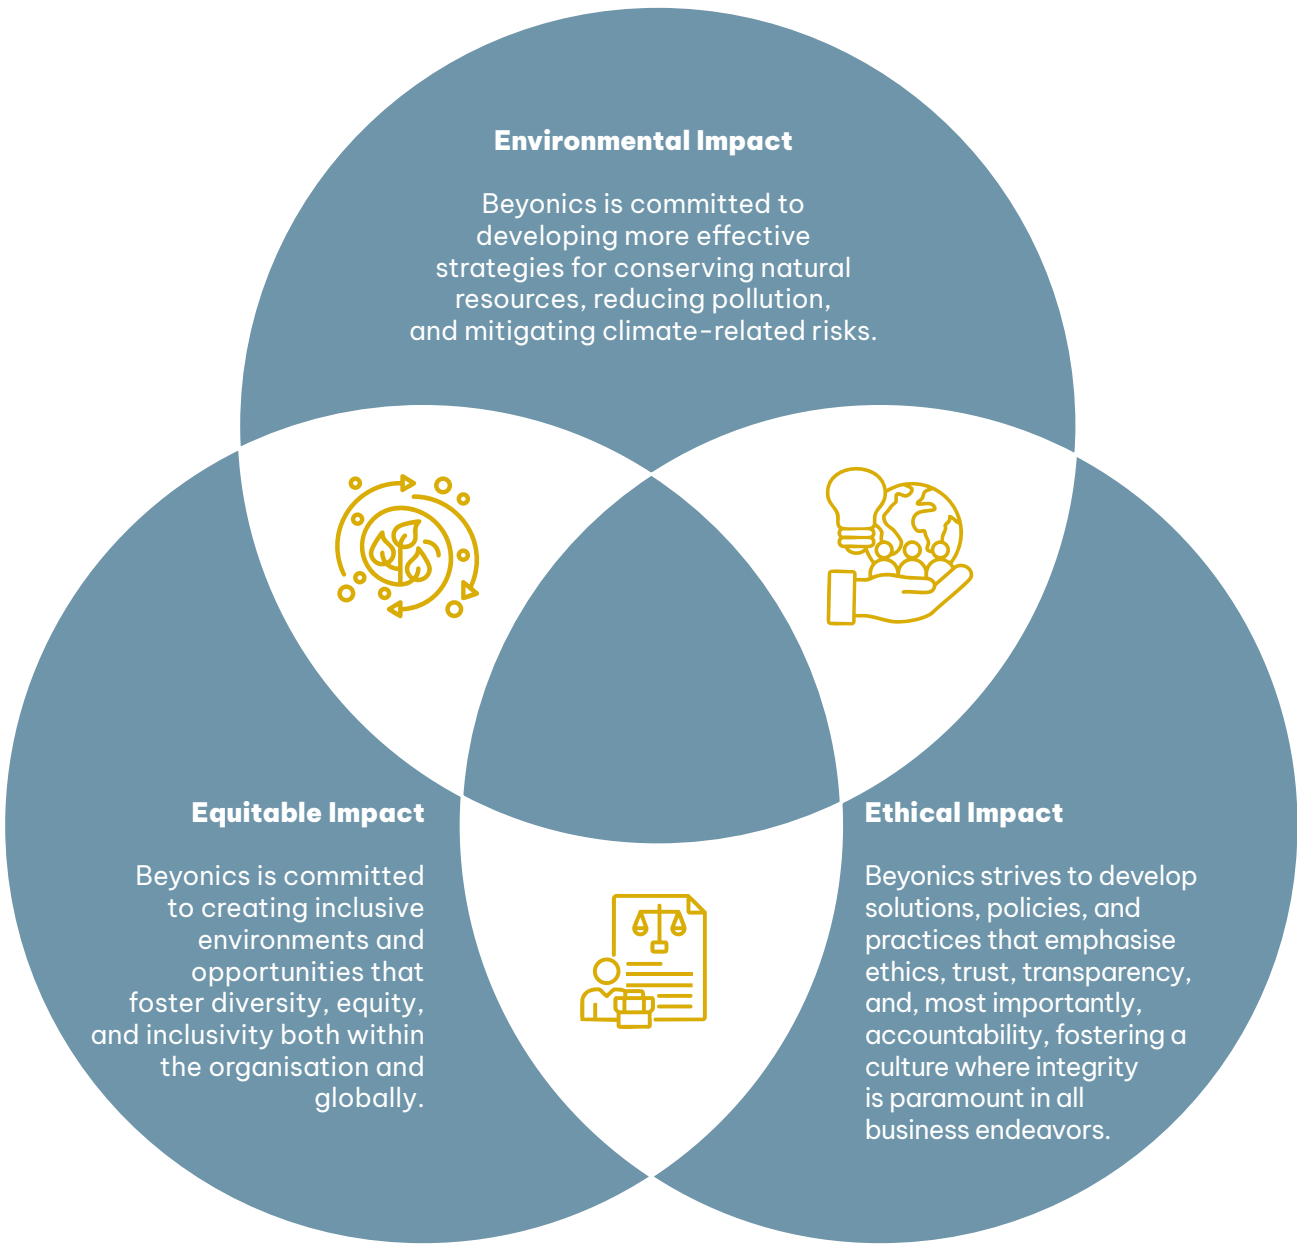 Environmental Impact
Beyonics is committed to
developing more effective
strategies for conserving natural
resources, reducing pollution,
and mitigating climate-related risks.
Equitable Impact
Beyonics is committed
to creating inclusive
environments and
opportunities that
foster diversity, equity,
and inclusivity both within
the organisation and
globally.
Ethical Impact
Beyonics strives to develop
solutions, policies, and
practices that emphasise
ethics, trust, transparency,
and, most importantly,
accountability, fostering a
culture where integrity
is paramount in all
business endeavors.